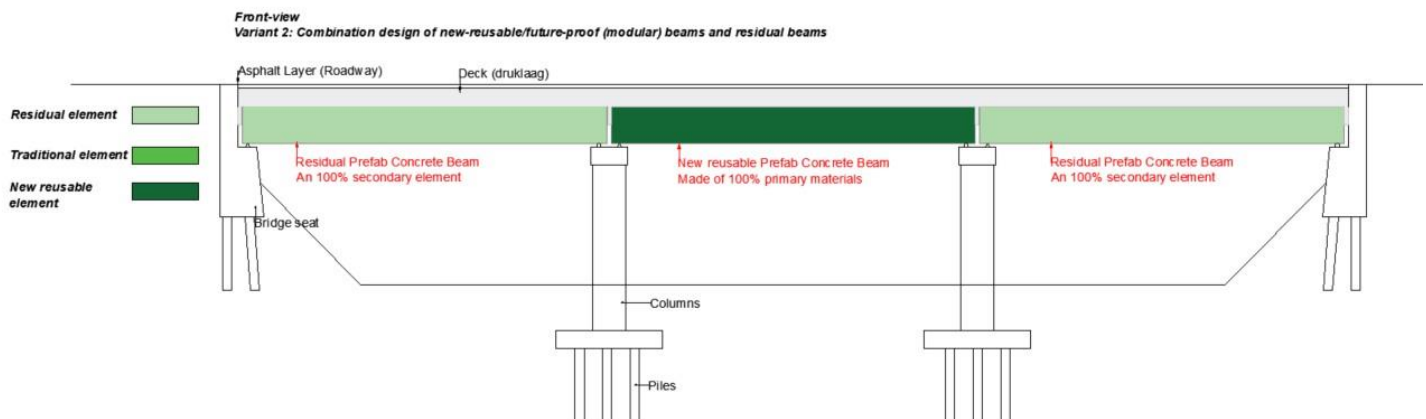 Front-view
Variant 2: Combination design of new-reusable/future-proof (modular) beams and residual beams
Asphalt Layer (Roadway)
Deck (druklaag)
Residual element
Traditional element
New reusable
element
Residual Prefab Concrete Beam
An 100% secondary element
New reusable Prefab Concrete Beam
Made of 100% primary materials
Residual Prefab Concrete Beam
An 100% secondary element
Bridge seat
Columns
Piles